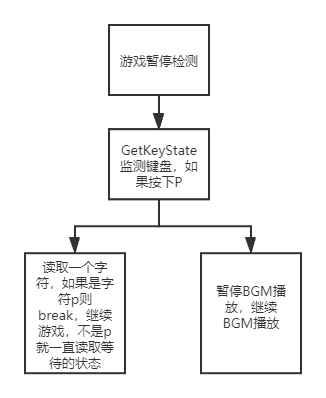 游戏暂停检测
GetKeyState
监测键盘，如
果按下P
读取一个字
符，如果是字
符p则
break，继续
游戏，不是p
就一直读取等
待的状态
暂停BGM播
放，继续
BGM播放